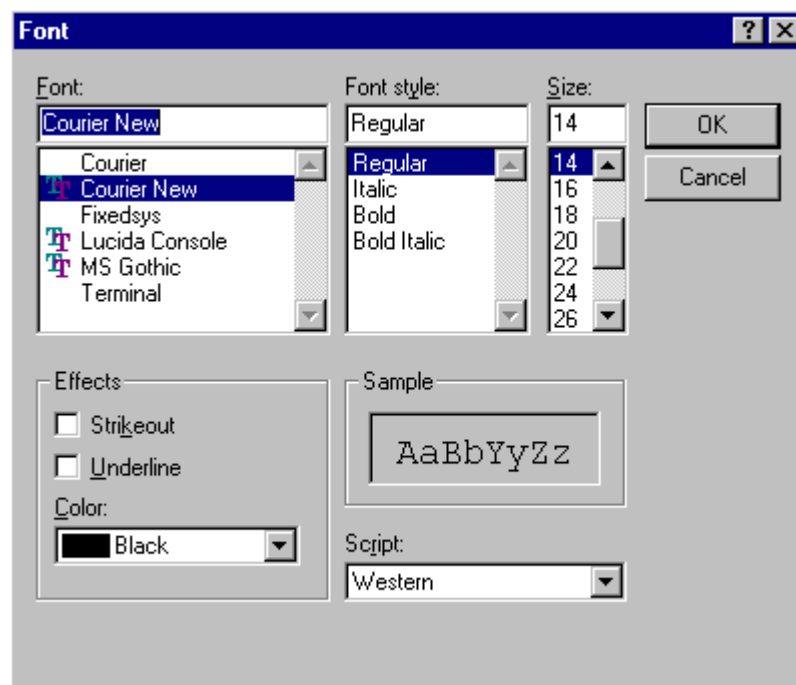 Font
Font: Font style: Size:
Courier New Regular 14 OK
Courier Regular 14 Cancel
Courier New Italic 16
Fixedsys Bold 18
Lucida Console Bold Italic 20
MS Gothic 22
Terminal 24
26
Effects Sample
Strikeout
AaBbYyZz
Underline
Color:
Black Script:
Western